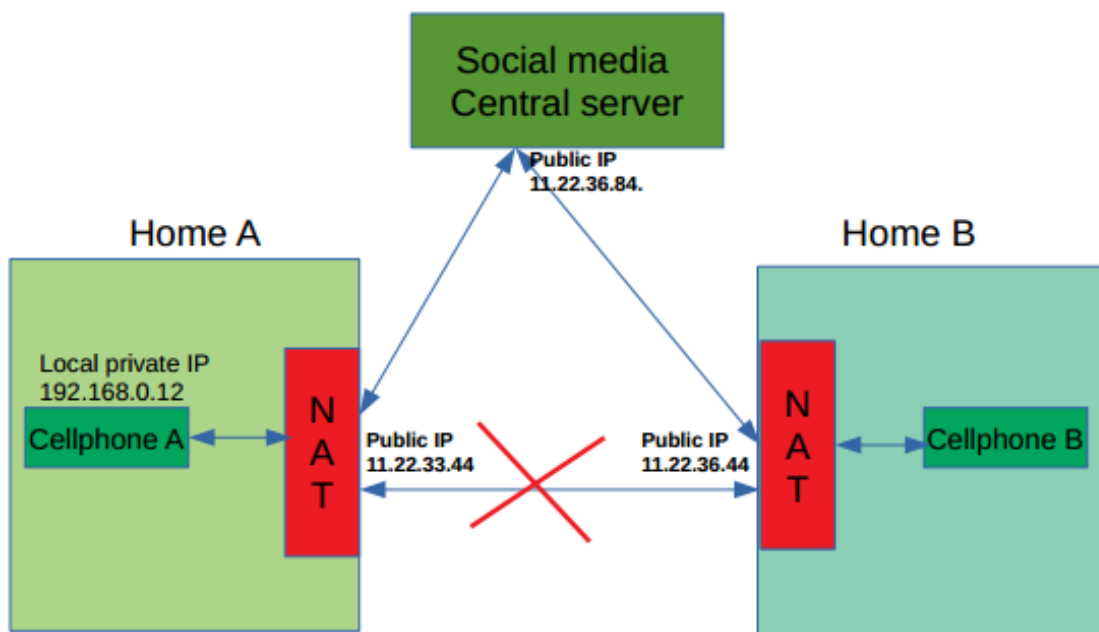 Social media
Central server
Public IP
11.22.36.84.
Home A
Home B
Local private IP
192.168.0.12
Cellphone A
N
A
T
Public IP
11.22.33.44
Public IP
11.22.36.44
N
A
T
Cellphone B